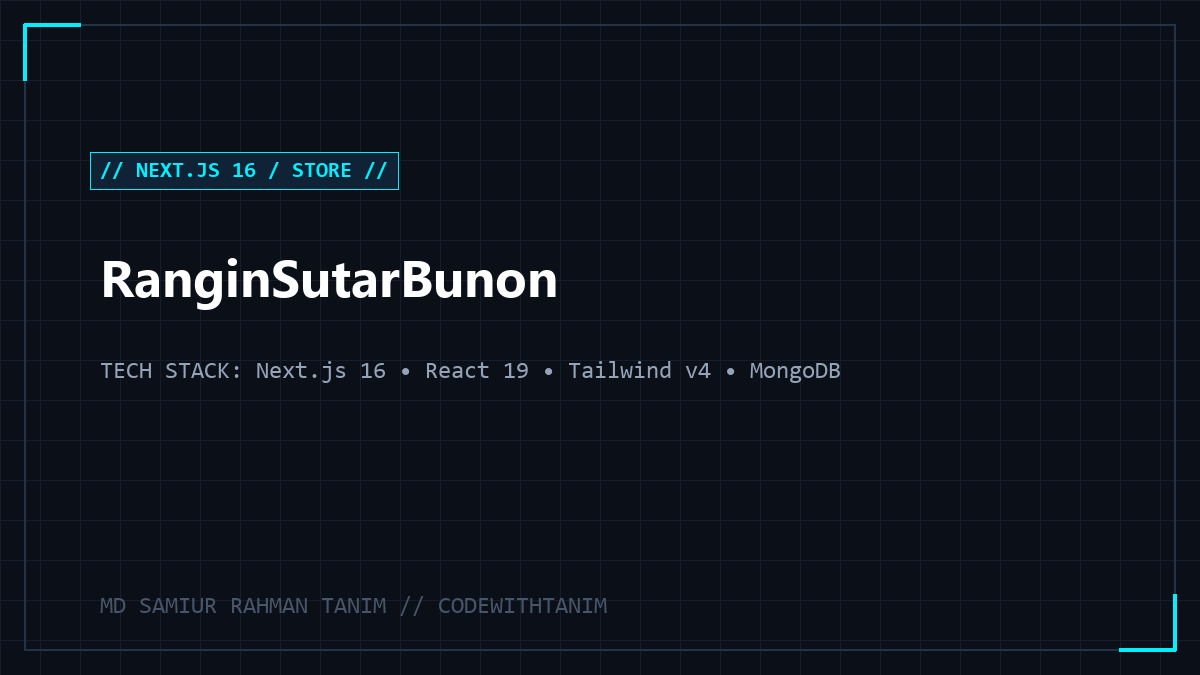 // NEXT.JS 16 / STORE //
RanginSutarBunon
TECH STACK: Next.js 16 • React 19 • Tailwind v4 • MongoDB
MD SAMIUR RAHMAN TANIM // CODEWITHTANIM